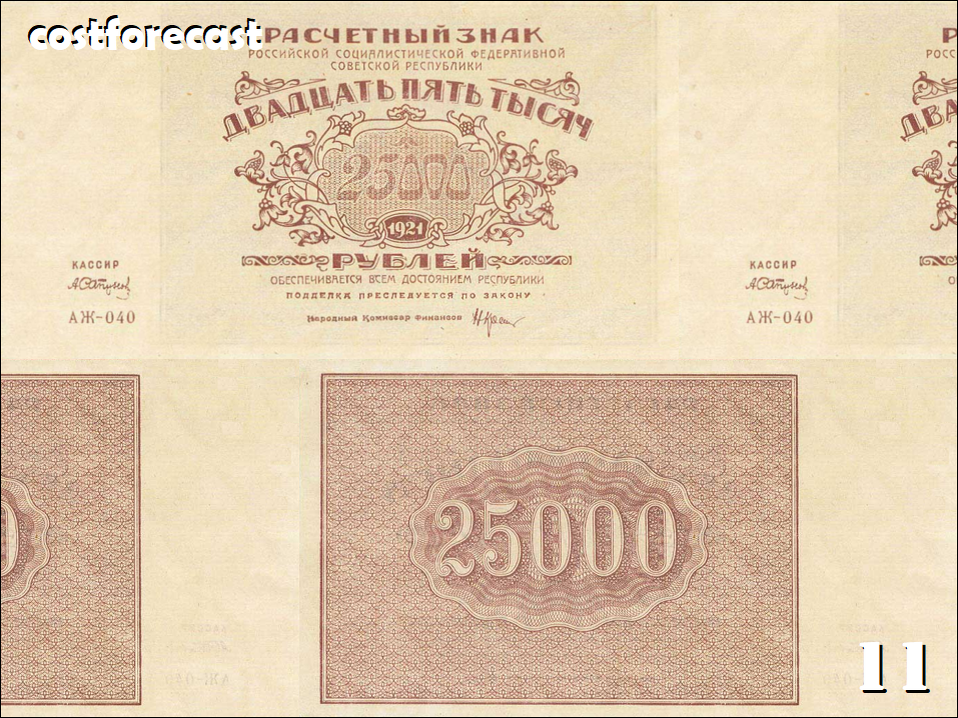 costforecast
РАСЧЕТНЫЙ ЗНАК
РОССИЙСКОЙ СОЦИАЛИСТИЧЕСКОЙ ФЕДЕРАТИВНОЙ
СОВЕТСКОЙ РЕСПУБЛИКИ
ДВАДЦАТЬ ПЯТЬ ТЫСЯЧ
25000
1921
РУБЛЕЙ
ОБЕСПЕЧИВАЕТСЯ ВСЕМ ДОСТОЯНИЕМ РЕСПУБЛИКИ
ПОДДЕЛКА ПРЕСЛЕДУЕТСЯ ПО ЗАКОНУ
Народный Комиссар Финансов
КАССИР
АЖ-040
КАССИР
АЖ-040
25000
11